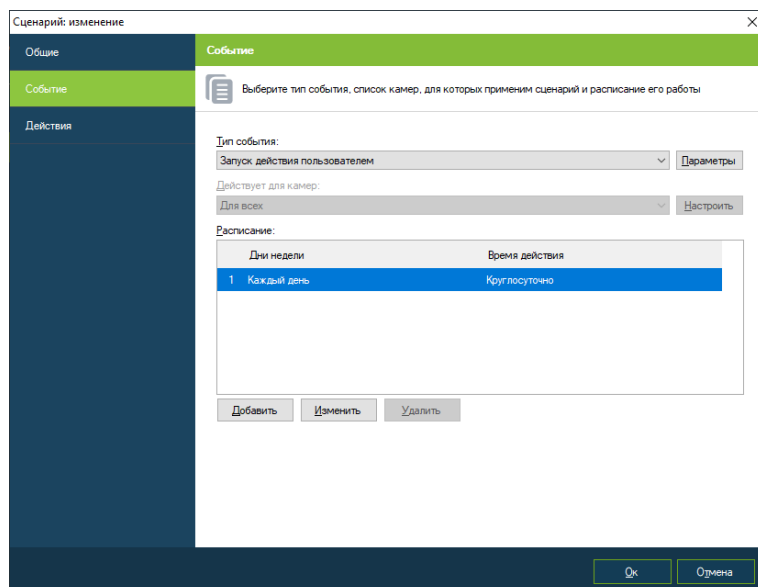 Сценарий: изменение
Общие
Событие
Действия
Событие
Выберите тип события, список камер, для которых применим сценарий и расписание его работы
Тип события:
Запуск действия пользователем
Параметры
Действует для камер:
Для всех
Настроить
Расписание:
Дни недели Время действия
1 Каждый день Круглосуточно
Добавить Изменить Удалить
Ок Отмена